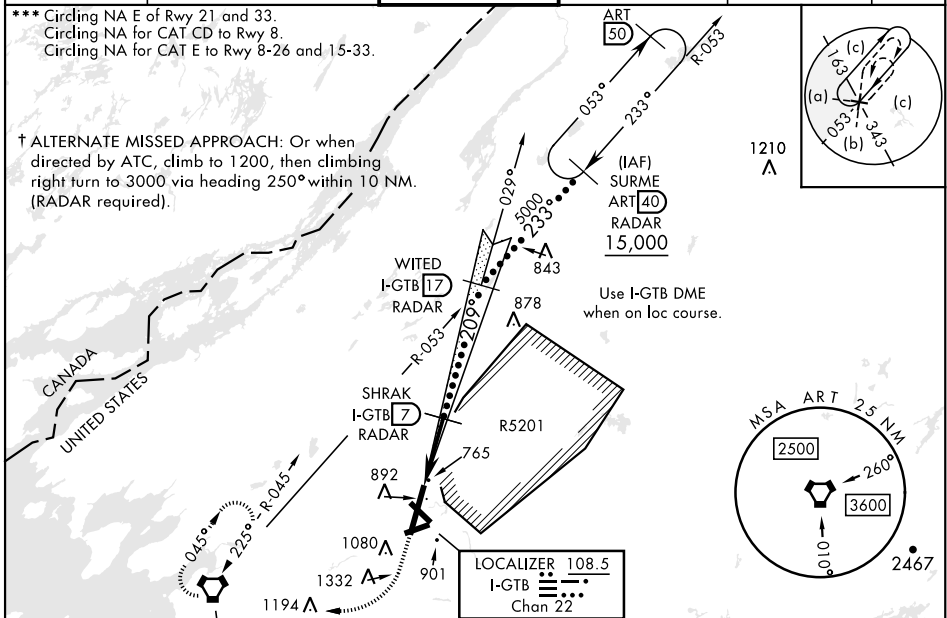 *** Circling NA E of Rwy 21 and 33.
Circling NA for CAT CD to Rwy 8.
Circling NA for CAT E to Rwy 8-26 and 15-33.
† ALTERNATE MISSED APPROACH: Or when
directed by ATC, climb to 1200, then climbing
right turn to 3000 via heading 250° within 10 NM.
(RADAR required).
ART
50
R-053
053°
233°
163
(c)
(a)
(c)
053
(b)
343
1210
(IAF)
SURME
ART 40
RADAR
15,000
029°
5000
233°
843
WITED
I-GTB 17
RADAR
209°
878
Use I-GTB DME
when on loc course.
R-053
CANADA
UNITED STATES
SHRAK
I-GTB 7
RADAR
R5201
765
892
MSA ART 25 NM
2500
260°
3600
010°
2467
R-045
045°
225°
1080
901
1332
1194
LOCALIZER 108.5
I-GTB
Chan 22